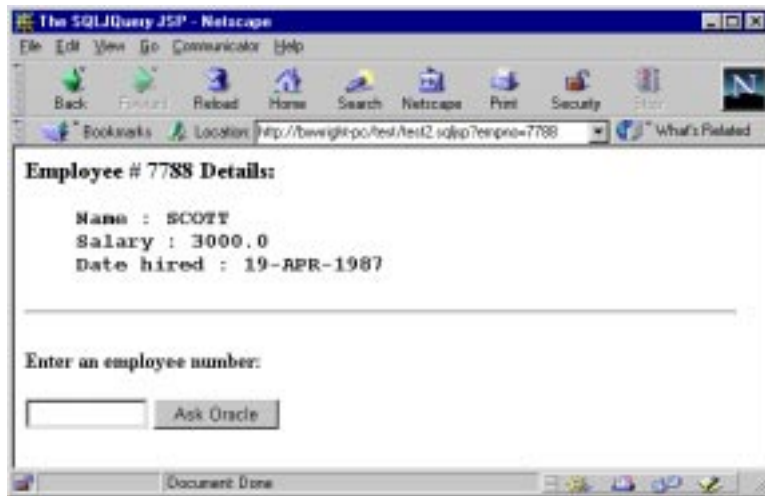 The SQLJQuery JSP - Netscape
File Edit View Go Communicator Help
Back Forward Reload Home Search Netscape Print Security Stop
N
Bookmarks Location: http://bwwright-pc/test/test2.sqljsp?empno=7788 What's Related
Employee # 7788 Details:
Name : SCOTT
Salary : 3000.0
Date hired : 19-APR-1987
Enter an employee number:
Ask Oracle
Document: Done